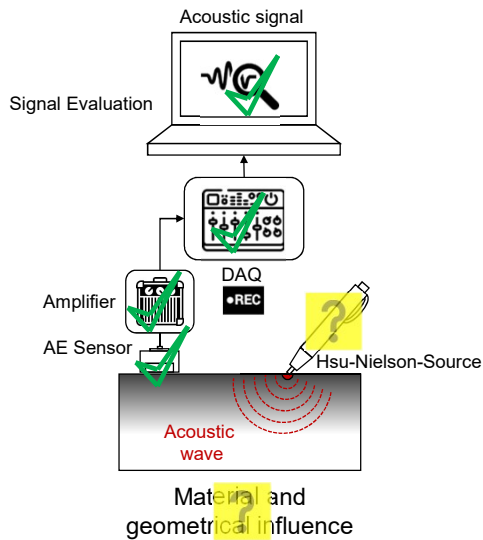 Acoustic signal
Signal Evaluation
DAQ
●REC
Amplifier
AE Sensor
?
Hsu-Nielson-Source
Acoustic
wave
Material and
geometrical influence
?